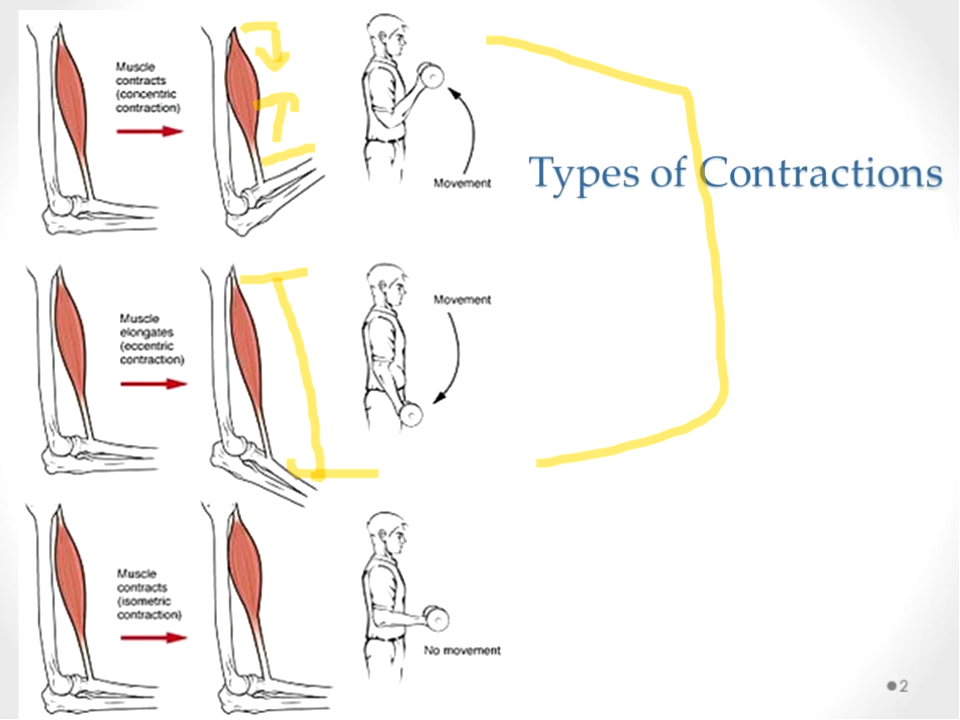 Muscle
contracts
(concentric
contraction)
Movement
Types of Contractions
Muscle
elongates
(eccentric
contraction)
Movement
Muscle
contracts
(isometric
contraction)
No movement
2